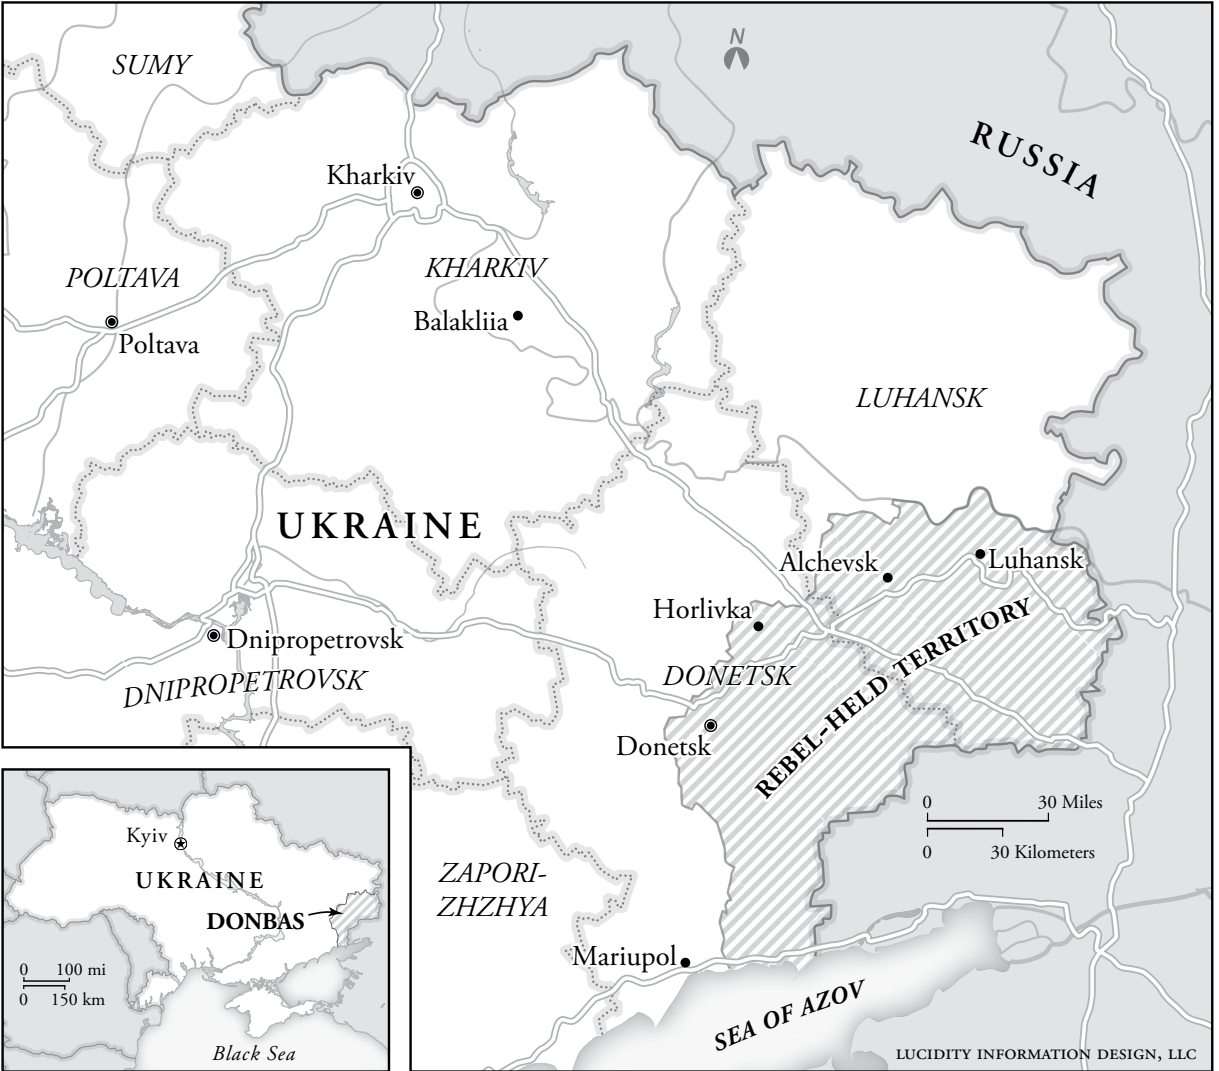 N
SUMY
RUSSIA
Kharkiv
POLTAVA
KHARKIV
Balakliia
Poltava
LUHANSK
UKRAINE
Alchevsk
Luhansk
Horlivka
Dnipropetrovsk
DONETSK
DNIPROPETROVSK
REBEL-HELD TERRITORY
Donetsk
0 30 Miles
0 30 Kilometers
ZAPORI-
ZHZHYA
Mariupol
SEA OF AZOV
Kyiv
UKRAINE
DONBAS
0 100 mi
0 150 km
Black Sea
LUCIDITY INFORMATION DESIGN, LLC